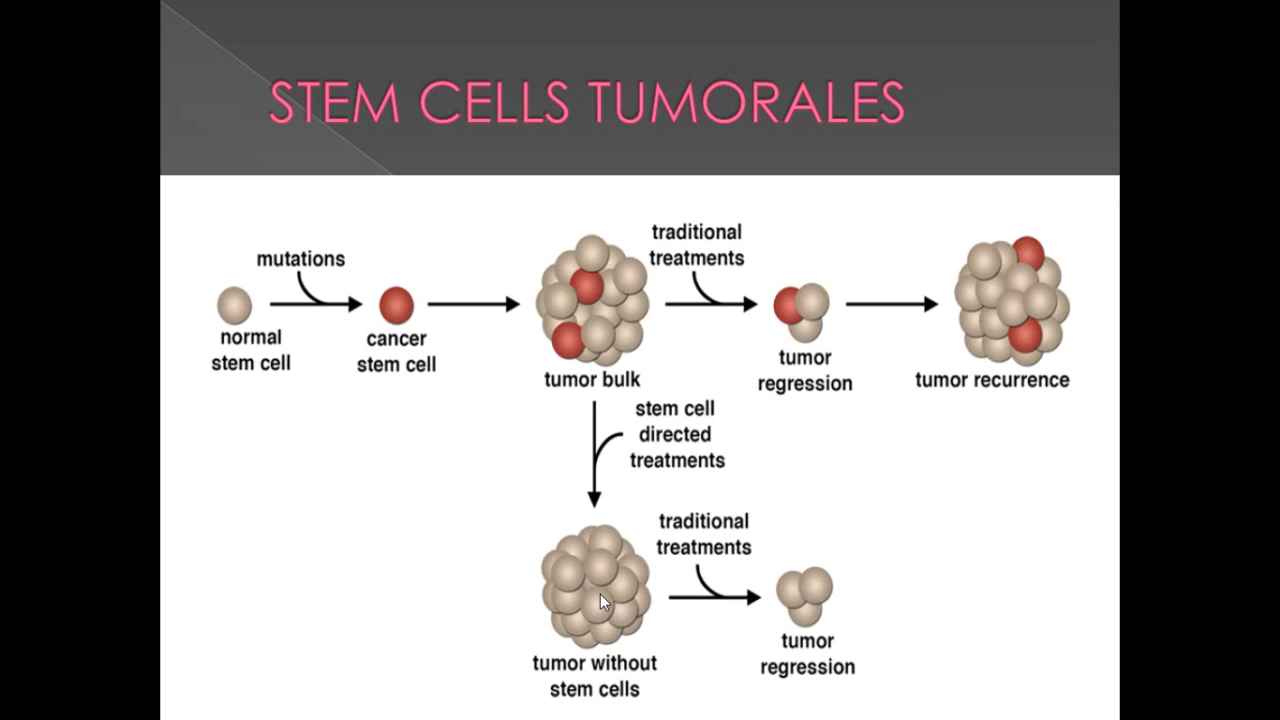 STEM CELLS TUMORALES
mutations
normal
stem cell
cancer
stem cell
tumor bulk
traditional
treatments
tumor
regression
tumor recurrence
stem cell
directed
treatments
tumor without
stem cells
traditional
treatments
tumor
regression